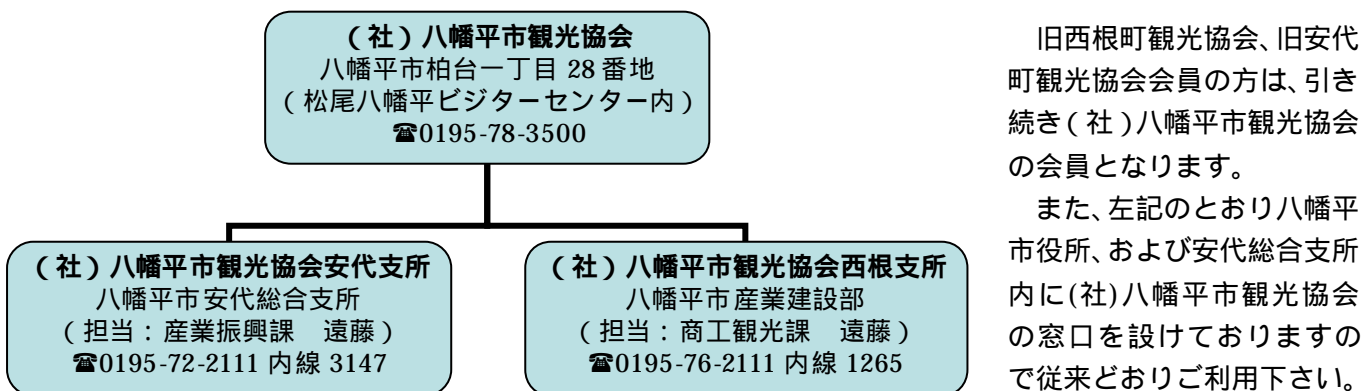 （社）八幡平市観光協会
八幡平市柏台一丁目 28 番地
（松尾八幡平ビジターセンター内）
☎0195-78-3500
（社）八幡平市観光協会安代支所
八幡平市安代総合支所
（担当：産業振興課　遠藤）
☎0195-72-2111 内線 3147
（社）八幡平市観光協会西根支所
八幡平市産業建設部
（担当：商工観光課　遠藤）
☎0195-76-2111 内線 1265
　旧西根町観光協会、旧安代
町観光協会会員の方は、引き
続き（社）八幡平市観光協会
の会員となります。
　また、左記のとおり八幡平
市役所、および安代総合支所
内に(社)八幡平市観光協会
の窓口を設けておりますの
で従来どおりご利用下さい。